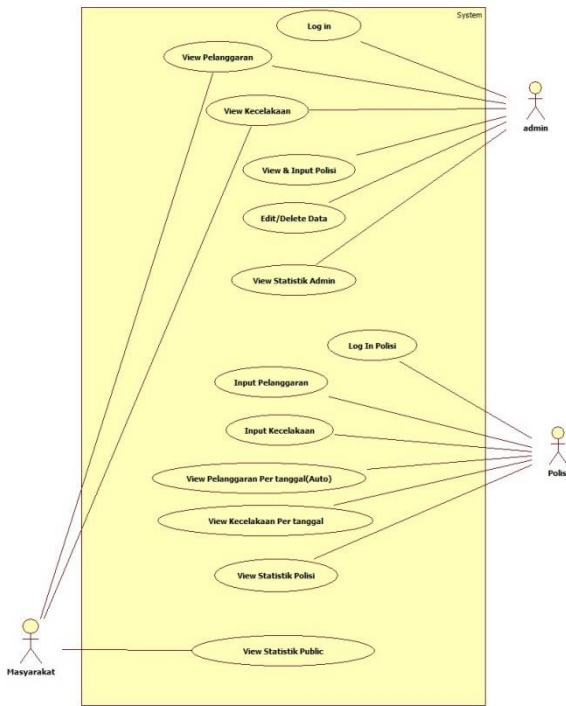 System
Log in
View Pelanggaran
View Kecelakaan
admin
View & Input Polisi
Edit/Delete Data
View Statistik Admin
Log In Polisi
Input Pelanggaran
Input Kecelakaan
Polisi
View Pelanggaran Per tanggal(Auto)
View Kecelakaan Per tanggal
View Statistik Polisi
View Statistik Public
Masyarakat